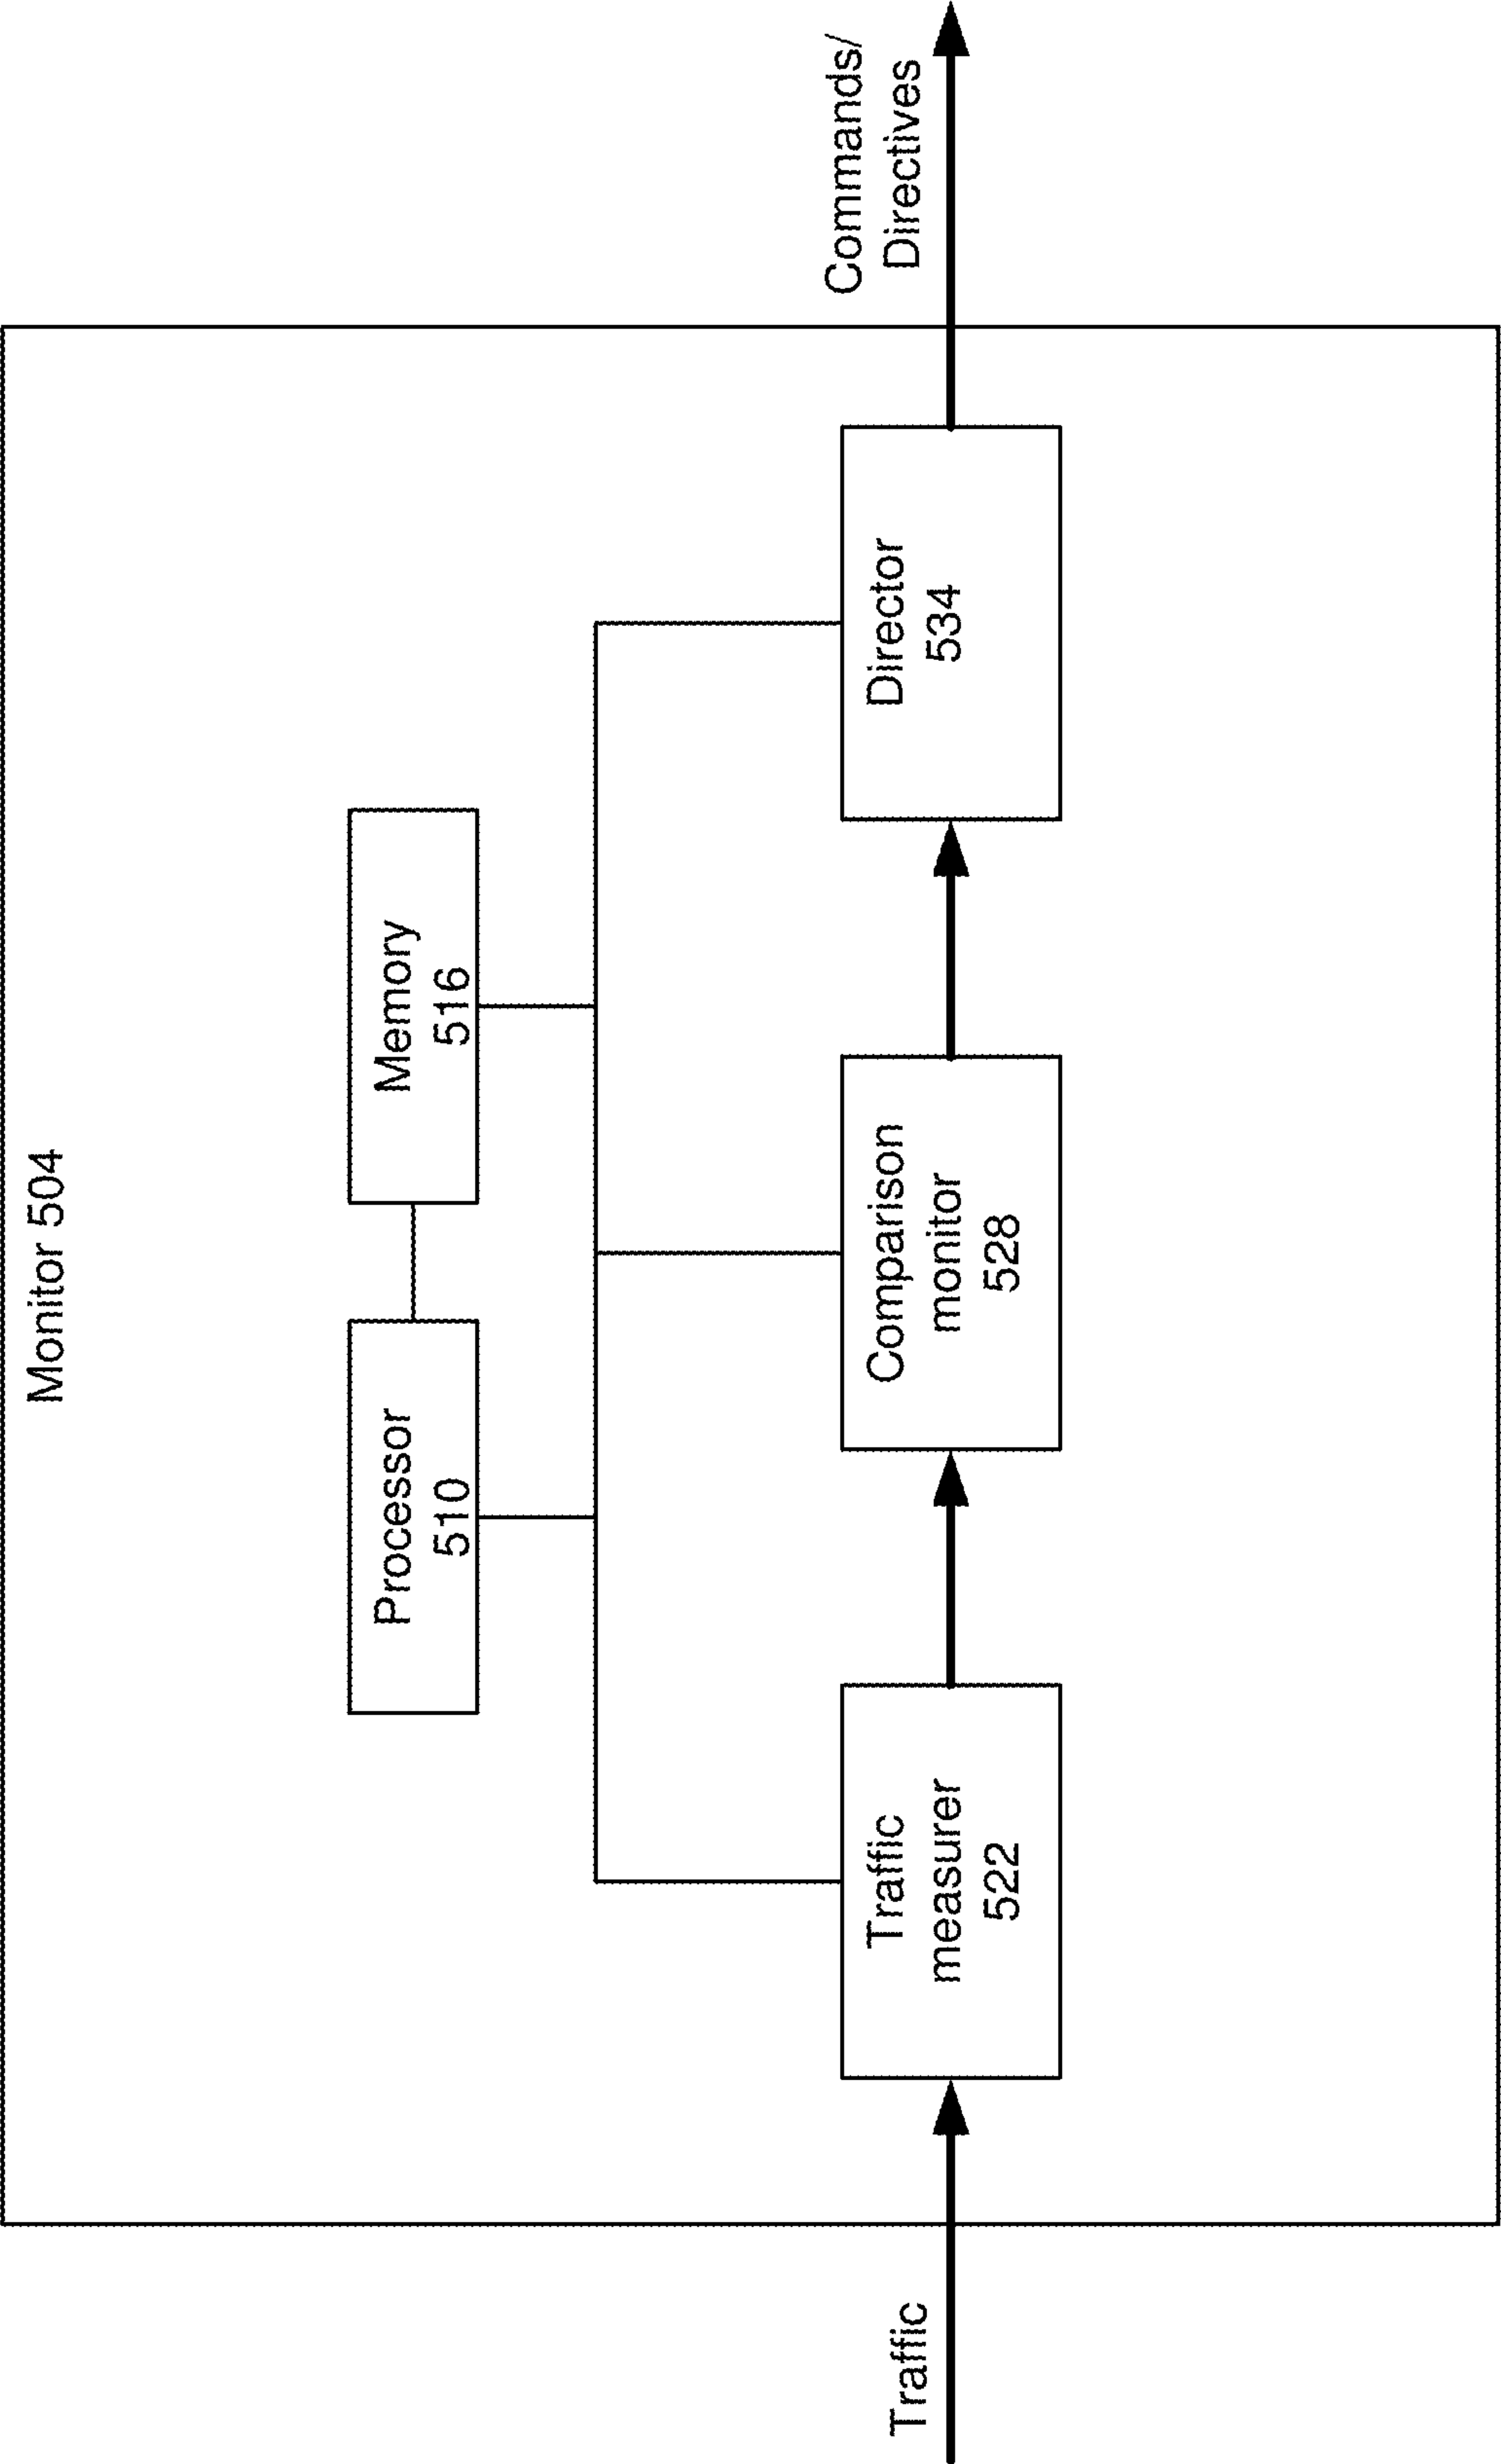 Monitor 504
Processor
510
Memory
516
Traffic
Traffic
measurer
522
Comparison
monitor
528
Director
534
Commands/
Directives